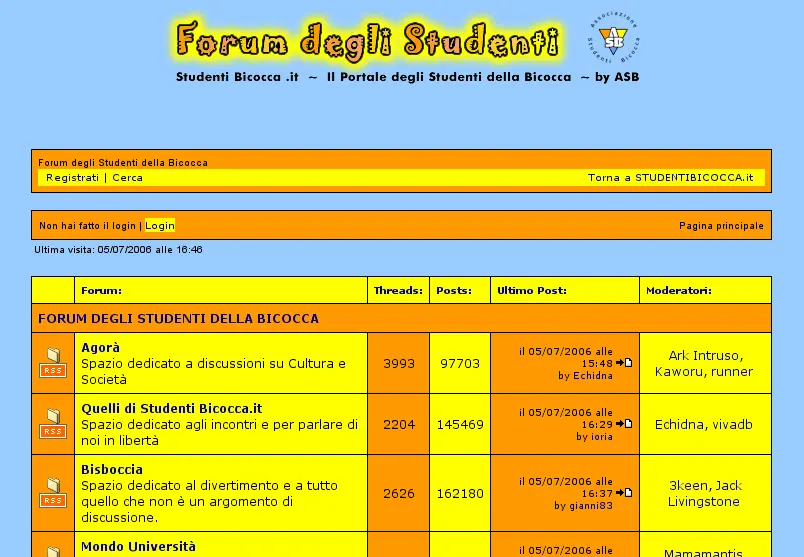 Forum degli Studenti
Associazione
Studenti Bicocca
ASB
Studenti Bicocca .it ~ Il Portale degli Studenti della Bicocca ~ by ASB
Forum degli Studenti della Bicocca
Registrati | Cerca Torna a STUDENTIBICOCCA.it
Non hai fatto il login | Login Pagina principale
Ultima visita: 05/07/2006 alle 16:46
Forum: Threads: Posts: Ultimo Post: Moderatori:
FORUM DEGLI STUDENTI DELLA BICOCCA
RSS
Agorà
Spazio dedicato a discussioni su Cultura e
Società
3993
97703
il 05/07/2006 alle
15:48
by Echidna
Ark Intruso,
Kaworu, runner
RSS
Quelli di Studenti Bicocca.it
Spazio dedicato agli incontri e per parlare di
noi in libertà
2204
145469
il 05/07/2006 alle
16:29
by ioria
Echidna, vivadb
RSS
Bisboccia
Spazio dedicato al divertimento e a tutto
quello che non è un argomento di
discussione.
2626
162180
il 05/07/2006 alle
16:37
by gianni83
3keen, Jack
Livingstone
Mondo Università
il 05/07/2006 alle
Mamamantis,